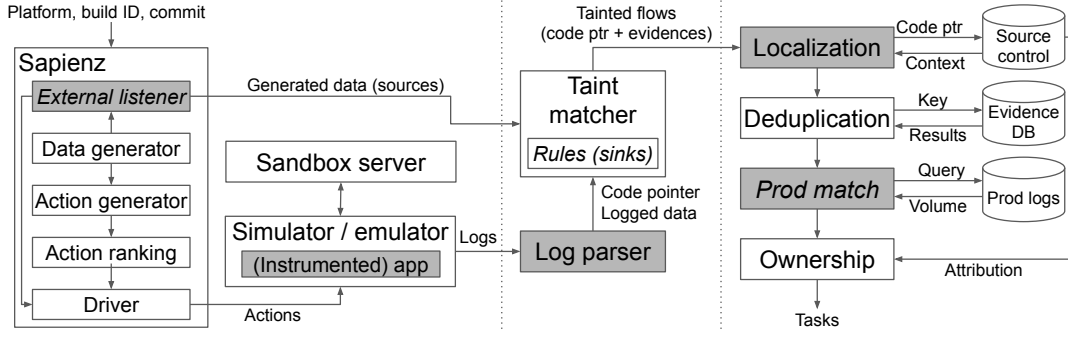 Platform, build ID, commit
Sapienz
External listener
Data generator
Action generator
Action ranking
Driver
Generated data (sources)
Sandbox server
Simulator / emulator
(Instrumented) app
Actions
Logs
Tainted flows
(code ptr + evidences)
Taint
matcher
Rules (sinks)
Code pointer
Logged data
Log parser
Localization
Code ptr
Context
Source
control
Deduplication
Key
Results
Evidence
DB
Prod match
Query
Volume
Prod logs
Ownership
Attribution
Tasks